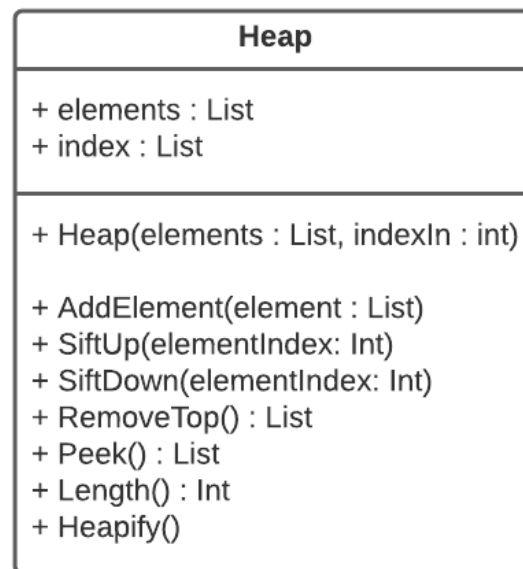 Heap
+ elements : List
+ index : List
+ Heap(elements : List, indexIn : int)
+ AddElement(element : List)
+ SiftUp(elementIndex: Int)
+ SiftDown(elementIndex: Int)
+ RemoveTop() : List
+ Peek() : List
+ Length() : Int
+ Heapify()